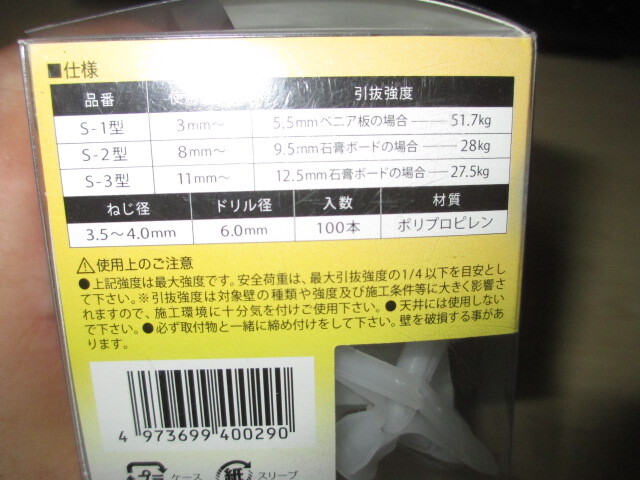 ■仕様
品番 引抜強度
S-1型 3mm～ 5.5mmベニア板の場合 51.7kg
S-2型 8mm～ 9.5mm石膏ボードの場合 28kg
S-3型 11mm～ 12.5mm石膏ボードの場合 27.5kg
ねじ径 ドリル径 入数 材質
3.5～4.0mm 6.0mm 100本 ポリプロピレン
⚠使用上のご注意
●上記強度は最大強度です。安全荷重は、最大引抜強度の1/4以下を目安とし
て下さい。※引抜強度は対象壁の種類や強度及び施工条件等に大きく影響さ
れますので、施工環境に十分気を付けご使用下さい。●天井には使用しない
で下さい。●必ず取付物と一緒に締め付けをして下さい。壁を破損する事があ
ります。
4 973699 400290
プラ ケース 紙 スリーブ